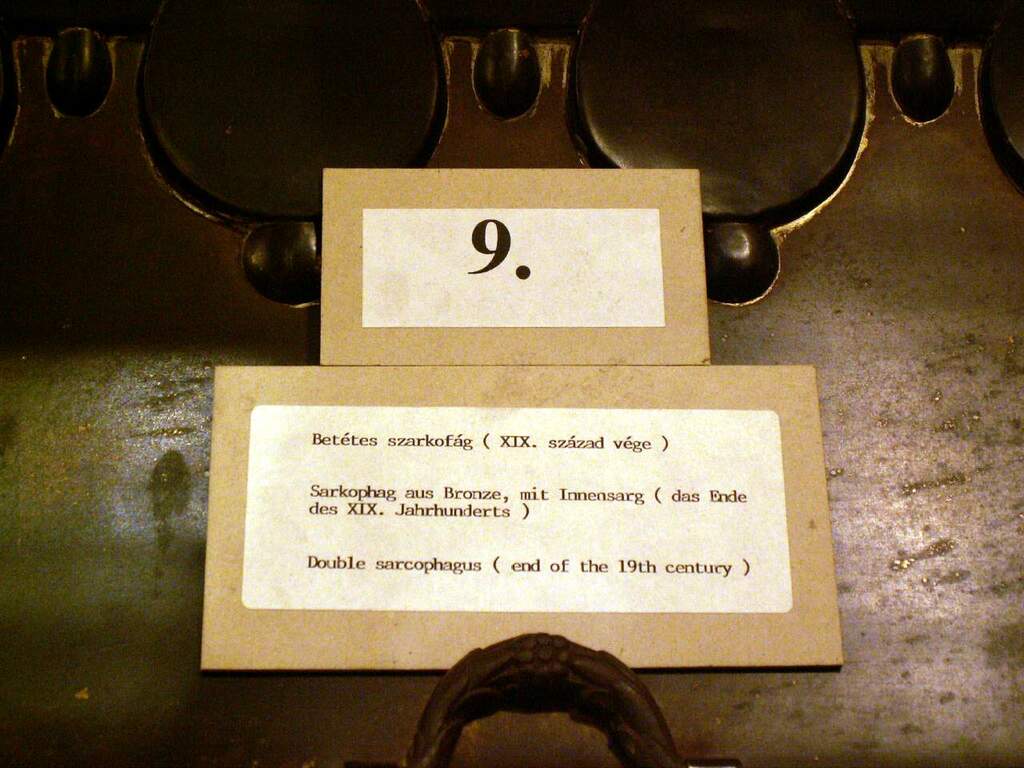 9.
Betétes szarkofág ( XIX. század vége )
Sarkophag aus Bronze, mit Innensarg ( das Ende
des XIX. Jahrhunderts )
Double sarcophagus ( end of the 19th century )